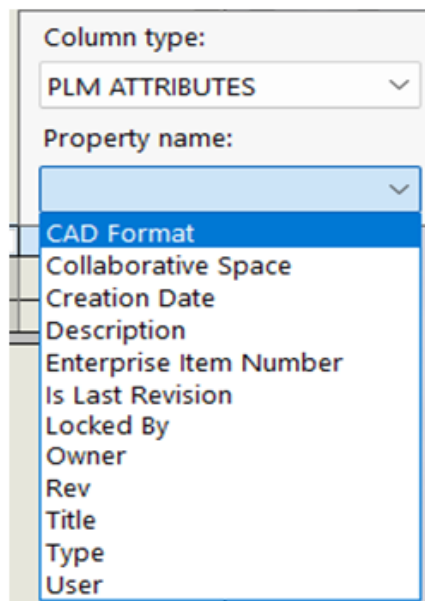 Column type:
PLM ATTRIBUTES
Property name:
CAD Format
Collaborative Space
Creation Date
Description
Enterprise Item Number
Is Last Revision
Locked By
Owner
Rev
Title
Type
User